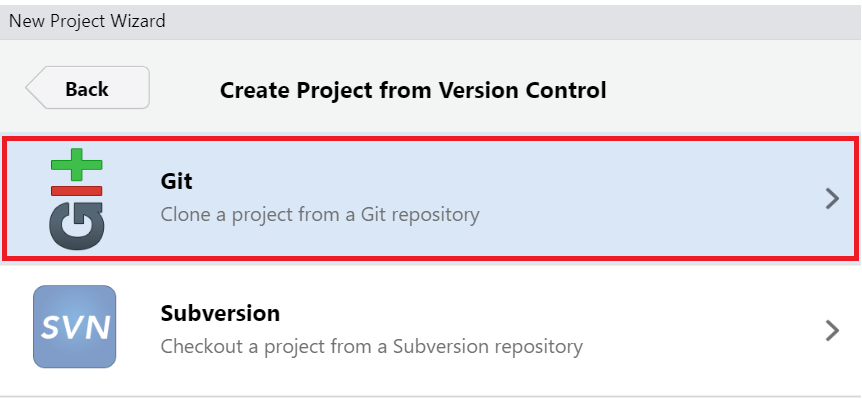 New Project Wizard
Back
Create Project from Version Control
Git
Git
Clone a project from a Git repository
SVN
Subversion
Checkout a project from a Subversion repository